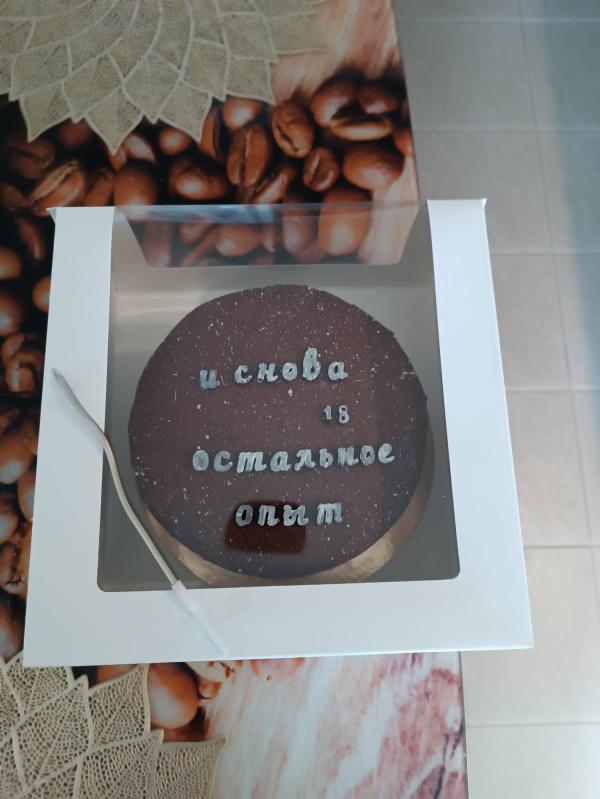 и снова
18
остальное
опыт